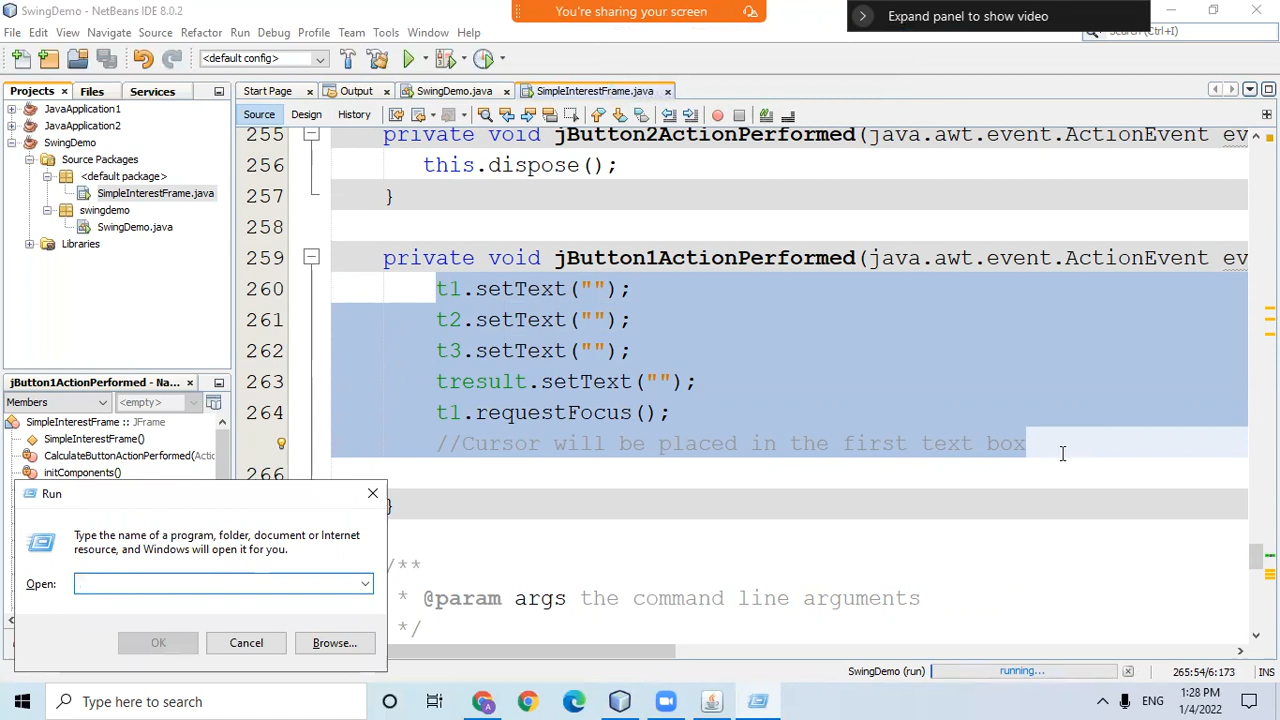 SwingDemo - NetBeans IDE 8.0.2
You're sharing your screen
Expand panel to show video
File Edit View Navigate Source Refactor Run Debug Profile Team Tools Window Help
Search (Ctrl+I)
<default config>
Projects Files Services
Start Page Output SwingDemo.java SimpleInterestFrame.java
Source Design History
JavaApplication1
JavaApplication2
SwingDemo
Source Packages
<default package>
SimpleInterestFrame.java
swingdemo
SwingDemo.java
Libraries
255 private void jButton2ActionPerformed(java.awt.event.ActionEvent ev
256 this.dispose();
257 }
258
259 private void jButton1ActionPerformed(java.awt.event.ActionEvent ev
260 t1.setText("");
261 t2.setText("");
262 t3.setText("");
263 tresult.setText("");
264 t1.requestFocus();
//Cursor will be placed in the first text box
266
}
/**
* @param args the command line arguments
*/
jButton1ActionPerformed - Na...
Members <empty>
SimpleInterestFrame :: JFrame
SimpleInterestFrame()
CalculateButtonActionPerformed(Actio
initComponents()
Run
Type the name of a program, folder, document or Internet
resource, and Windows will open it for you.
Open:
OK Cancel Browse...
SwingDemo (run) running... 265:54/6:173 INS
Type here to search
ENG
1:28 PM
1/4/2022